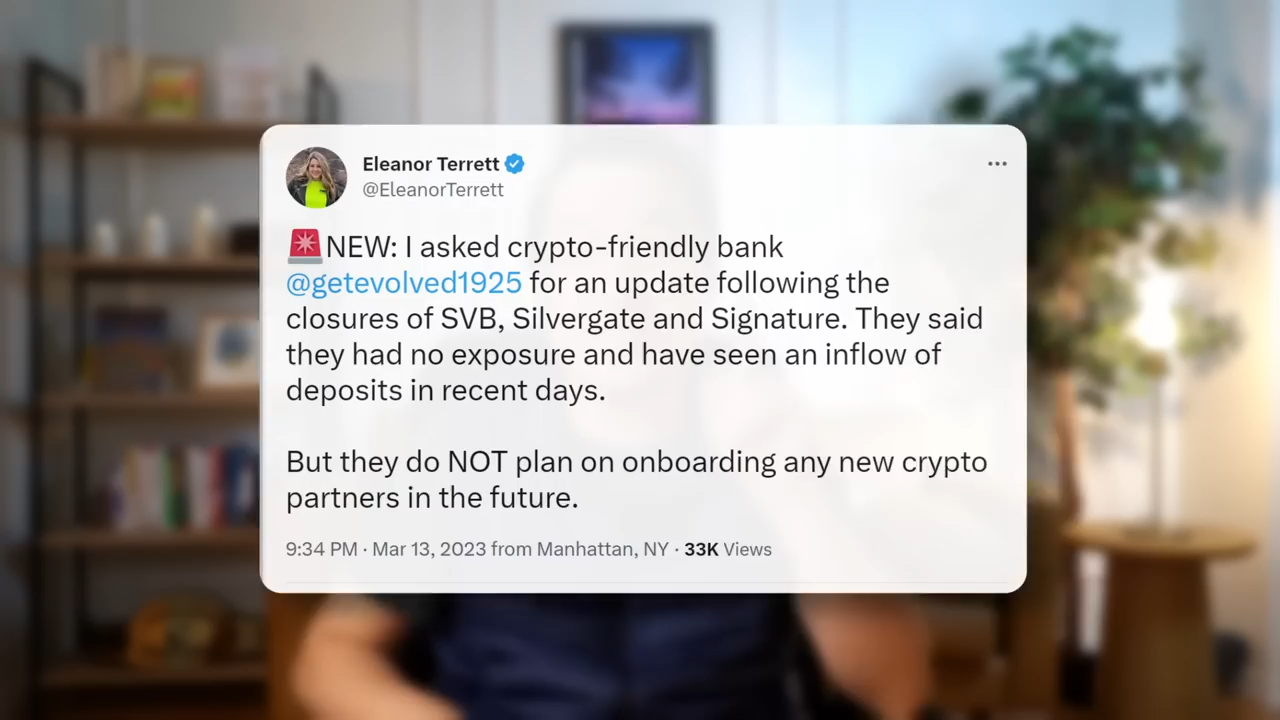 Eleanor Terrett
@EleanorTerrett
🚨NEW: I asked crypto-friendly bank
@getevolved1925 for an update following the
closures of SVB, Silvergate and Signature. They said
they had no exposure and have seen an inflow of
deposits in recent days.
But they do NOT plan on onboarding any new crypto
partners in the future.
9:34 PM · Mar 13, 2023 from Manhattan, NY · 33K Views